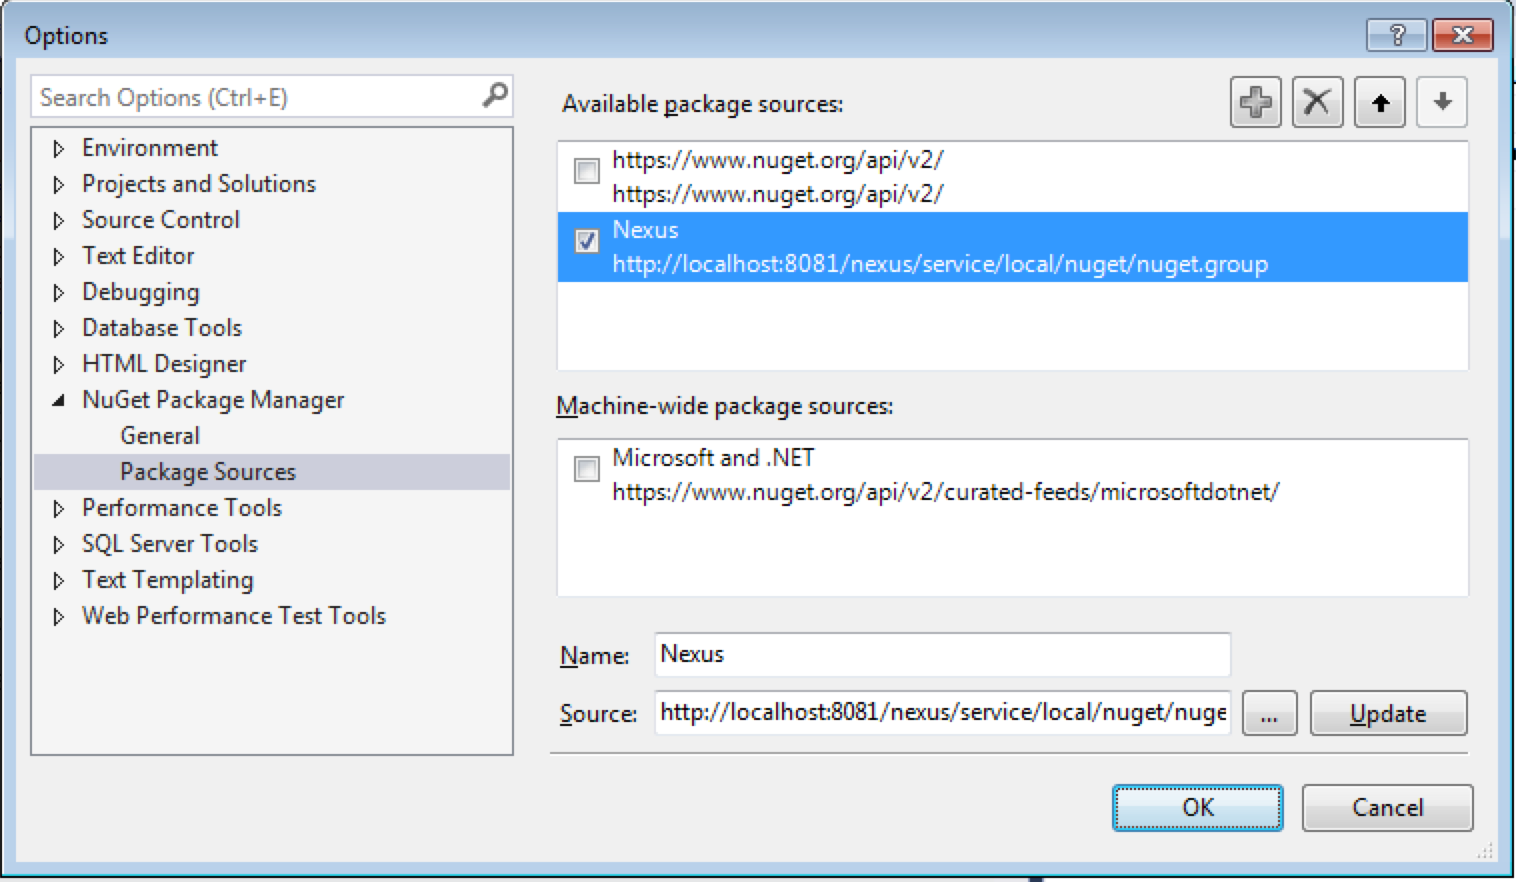 Options
Search Options (Ctrl+E)
Environment
Projects and Solutions
Source Control
Text Editor
Debugging
Database Tools
HTML Designer
NuGet Package Manager
General
Package Sources
Performance Tools
SQL Server Tools
Text Templating
Web Performance Test Tools
Available package sources:
https://www.nuget.org/api/v2/
https://www.nuget.org/api/v2/
Nexus
http://localhost:8081/nexus/service/local/nuget/nuget.group
Machine-wide package sources:
Microsoft and .NET
https://www.nuget.org/api/v2/curated-feeds/microsoftdotnet/
Name: Nexus
Source: http://localhost:8081/nexus/service/local/nuget/nuge ... Update
OK Cancel